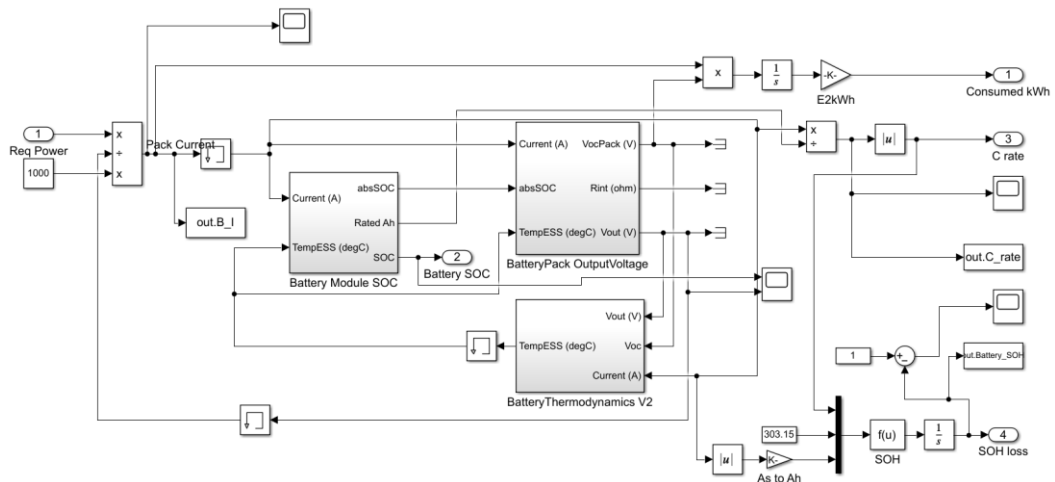 x
1
s
-K-
E2kWh
1
Consumed kWh
1
Req Power
x
÷
x
Pack Current
1000
Current (A)
VocPack (V)
absSOC
Rint (ohm)
TempESS (degC)
Vout (V)
BatteryPack OutputVoltage
x
÷
|u|
3
C rate
out.B_I
Current (A)
absSOC
Rated Ah
TempESS (degC)
SOC
Battery Module SOC
2
Battery SOC
out.C_rate
Vout (V)
TempESS (degC)
Voc
Current (A)
BatteryThermodynamics V2
1
+
-
ut.Battery_SOH
303.15
|u|
K-
As to Ah
f(u)
SOH
1
s
4
SOH loss